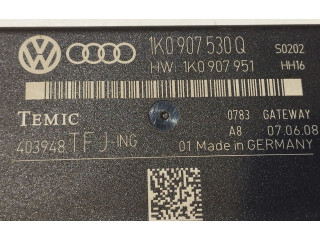 1K0 907 530 Q S0202
HW: 1K0 907 951 HH16
TEMIC 0783 GATEWAY
A8 07.06.08
403948 TFJ-ING 01 Made in GERMANY